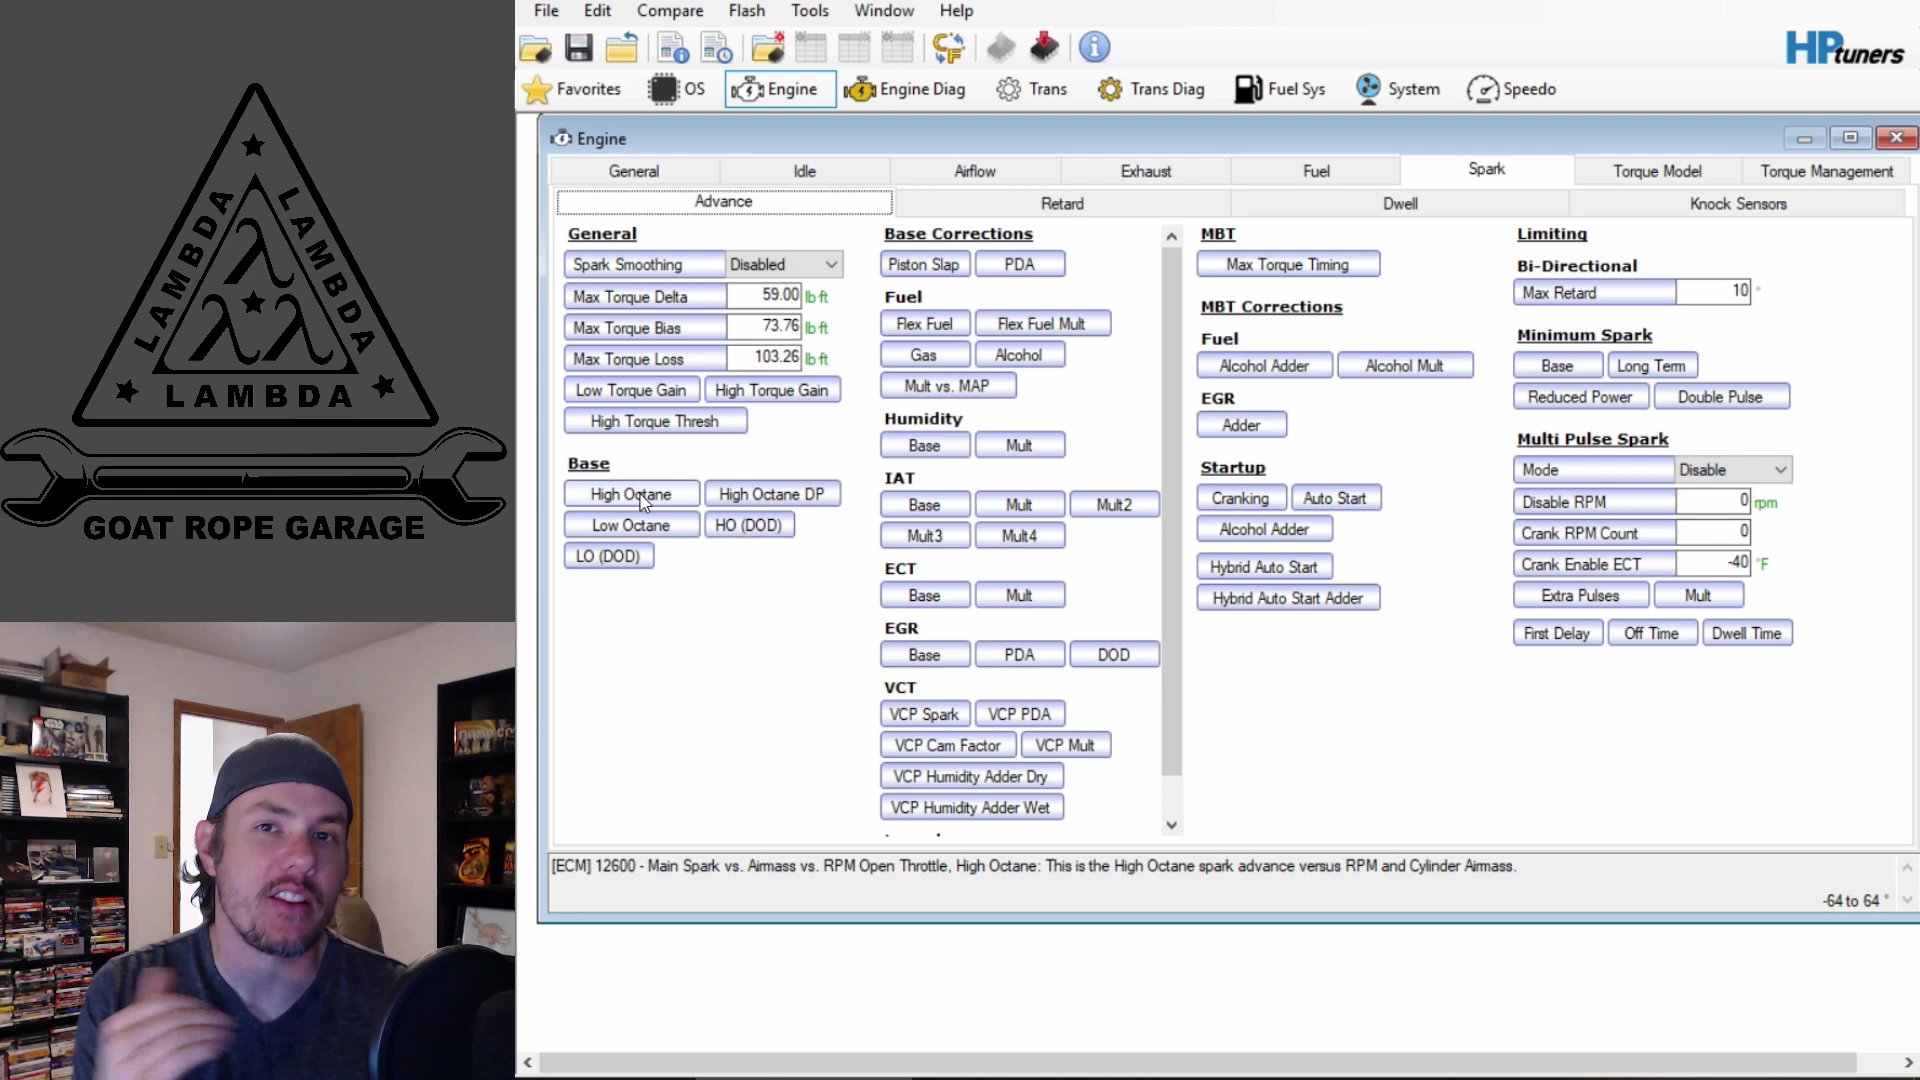 LAMBDA
LAMBDA
LAMBDA
GOAT ROPE GARAGE
File Edit Compare Flash Tools Window Help
HPtuners
Favorites OS Engine Engine Diag Trans Trans Diag Fuel Sys System Speedo
Engine
General Idle Airflow Exhaust Fuel Spark Torque Model Torque Management
Advance Retard Dwell Knock Sensors
General
Spark Smoothing Disabled
Max Torque Delta 59.00 lb ft
Max Torque Bias 73.76 lb ft
Max Torque Loss 103.26 lb ft
Low Torque Gain High Torque Gain
High Torque Thresh
Base
High Octane High Octane DP
Low Octane HO (DOD)
LO (DOD)
Base Corrections
Piston Slap PDA
Fuel
Flex Fuel Flex Fuel Mult
Gas Alcohol
Mult vs. MAP
Humidity
Base Mult
IAT
Base Mult Mult2
Mult3 Mult4
ECT
Base Mult
EGR
Base PDA DOD
VCT
VCP Spark VCP PDA
VCP Cam Factor VCP Mult
VCP Humidity Adder Dry
VCP Humidity Adder Wet
MBT
Max Torque Timing
MBT Corrections
Fuel
Alcohol Adder Alcohol Mult
EGR
Adder
Startup
Cranking Auto Start
Alcohol Adder
Hybrid Auto Start
Hybrid Auto Start Adder
Limiting
Bi-Directional
Max Retard 10 °
Minimum Spark
Base Long Term
Reduced Power Double Pulse
Multi Pulse Spark
Mode Disable
Disable RPM 0 rpm
Crank RPM Count 0
Crank Enable ECT -40 °F
Extra Pulses Mult
First Delay Off Time Dwell Time
[ECM] 12600 - Main Spark vs. Airmass vs. RPM Open Throttle, High Octane: This is the High Octane spark advance versus RPM and Cylinder Airmass.
-64 to 64 °